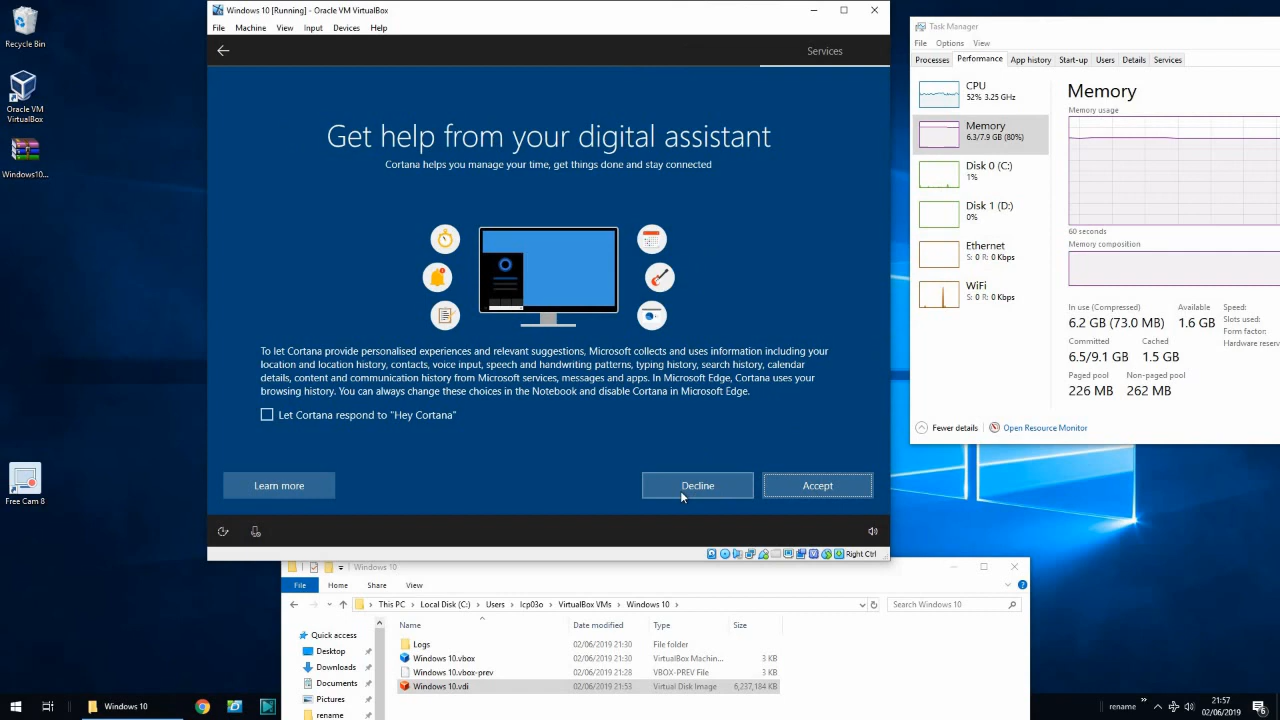 Recycle Bin
Oracle VM
VirtualBox
Windows10...
Free Cam 8
Windows 10 [Running] - Oracle VM VirtualBox
File Machine View Input Devices Help
Services
Get help from your digital assistant
Cortana helps you manage your time, get things done and stay connected
To let Cortana provide personalised experiences and relevant suggestions, Microsoft collects and uses information including your
location and location history, contacts, voice input, speech and handwriting patterns, typing history, search history, calendar
details, content and communication history from Microsoft services, messages and apps. In Microsoft Edge, Cortana uses your
browsing history. You can always change these choices in the Notebook and disable Cortana in Microsoft Edge.
Let Cortana respond to "Hey Cortana"
Learn more
Decline
Accept
Right Ctrl
Task Manager
File Options View
Processes Performance App history Start-up Users Details Services
CPU
52% 3.25 GHz
Memory
6.3/7.9 GB (80%)
Disk 0 (C:)
1%
Disk 1 (D:)
0%
Ethernet
S: 0 R: 0 Kbps
WiFi
S: 0 R: 0 Kbps
Memory
Memory usage
60 seconds
Memory composition
In use (Compressed) Available Speed:
6.2 GB (73.0 MB) 1.6 GB Slots used:
Form factor:
Committed Cached Hardware reserv
6.5/9.1 GB 1.5 GB
Paged pool Non-paged pool
226 MB 262 MB
Fewer details Open Resource Monitor
Windows 10
File Home Share View
This PC Local Disk (C:) Users lcp03o VirtualBox VMs Windows 10
Search Windows 10
Quick access
Desktop
Downloads
Documents
Pictures
rename
Name Date modified Type Size
Logs 02/06/2019 21:30 File folder
Windows 10.vbox 02/06/2019 21:30 VirtualBox Machin... 3 KB
Windows 10.vbox-prev 02/06/2019 21:28 VBOX-PREV File 3 KB
Windows 10.vdi 02/06/2019 21:53 Virtual Disk Image 6,237,184 KB
Windows 10
rename
21:57
02/06/2019
6